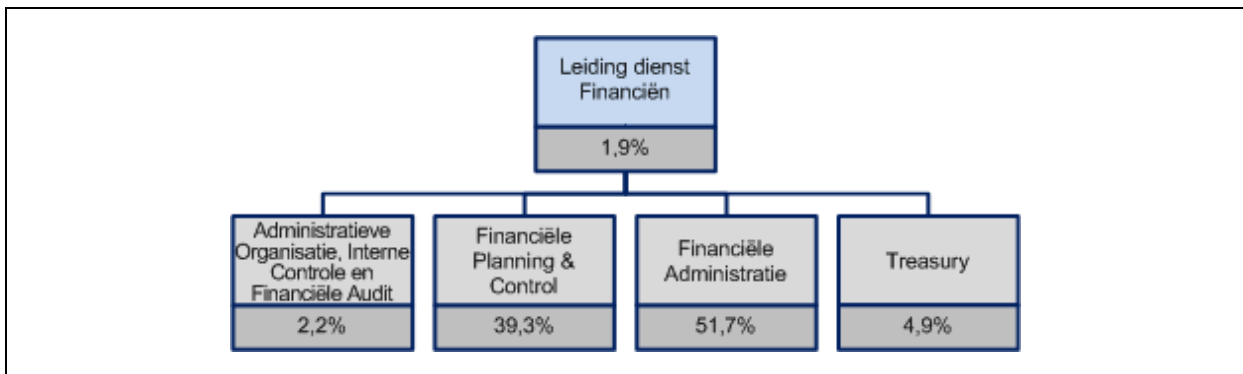 Leiding dienst
Financiën
1,9%
Administratieve
Organisatie, Interne
Controle en
Financiële Audit
2,2%
Financiële
Planning &
Control
39,3%
Financiële
Administratie
51,7%
Treasury
4,9%